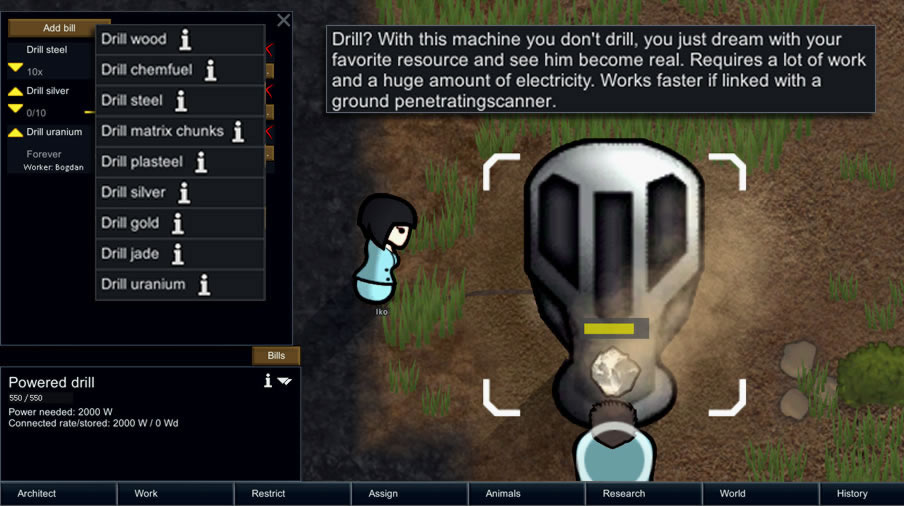 Add bill
Drill steel
10x
Drill silver
0/10
Drill uranium
Forever
Worker: Bogdan
Drill wood
Drill chemfuel
Drill steel
Drill matrix chunks
Drill plasteel
Drill silver
Drill gold
Drill jade
Drill uranium
Drill? With this machine you don't drill, you just dream with your
favorite resource and see him become real. Requires a lot of work
and a huge amount of electricity. Works faster if linked with a
ground penetratingscanner.
Iko
Bills
Powered drill
550 / 550
Power needed: 2000 W
Connected rate/stored: 2000 W / 0 Wd
Architect
Work
Restrict
Assign
Animals
Research
World
History